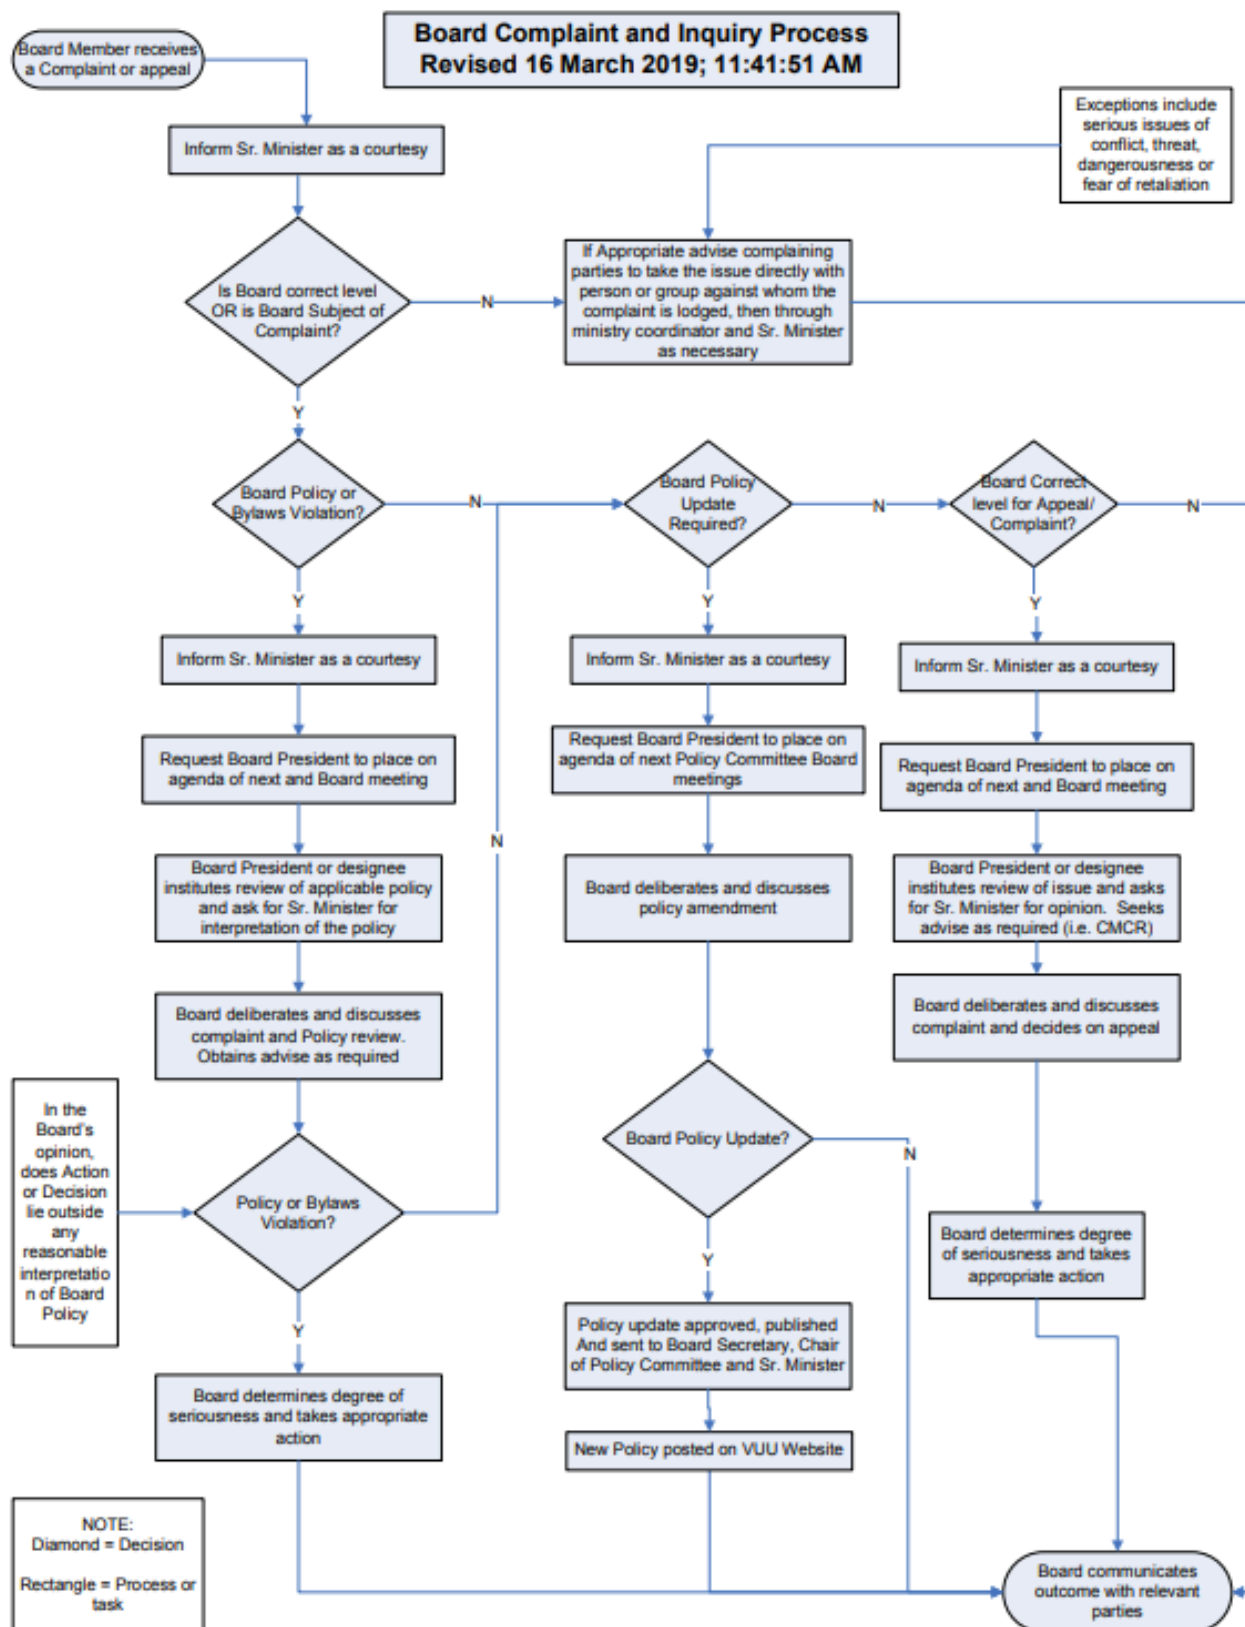 Board Complaint and Inquiry Process
Revised 16 March 2019; 11:41:51 AM
Board Member receives
a Complaint or appeal
Inform Sr. Minister as a courtesy
Exceptions include
serious issues of
conflict, threat,
dangerousness or
fear of retaliation
Is Board correct level
OR is Board Subject of
Complaint?
N
If Appropriate advise complaining
parties to take the issue directly with
person or group against whom the
complaint is lodged, then through
ministry coordinator and Sr. Minister
as necessary
Y
Board Policy or
Bylaws Violation?
N
Board Policy
Update
Required?
N
Board Correct
level for Appeal/
Complaint?
N
Y
Y
Y
Inform Sr. Minister as a courtesy
Inform Sr. Minister as a courtesy
Inform Sr. Minister as a courtesy
Request Board President to place on
agenda of next and Board meeting
Request Board President to place on
agenda of next Policy Committee Board
meetings
Request Board President to place on
agenda of next and Board meeting
N
Board President or designee
institutes review of applicable policy
and ask for Sr. Minister for
interpretation of the policy
Board deliberates and discusses
policy amendment
Board President or designee
institutes review of issue and asks
for Sr. Minister for opinion. Seeks
advise as required (i.e. CMCR)
Board deliberates and discusses
complaint and Policy review.
Obtains advise as required
Board deliberates and discusses
complaint and decides on appeal
In the
Board's
opinion,
does Action
or Decision
lie outside
any
reasonable
interpretatio
n of Board
Policy
Policy or Bylaws
Violation?
Board Policy Update?
N
Board determines degree
of seriousness and takes
appropriate action
Y
Y
Policy update approved, published
And sent to Board Secretary, Chair
of Policy Committee and Sr. Minister
Board determines degree of
seriousness and takes appropriate
action
New Policy posted on VUU Website
NOTE:
Diamond = Decision
Rectangle = Process or
task
Board communicates
outcome with relevant
parties